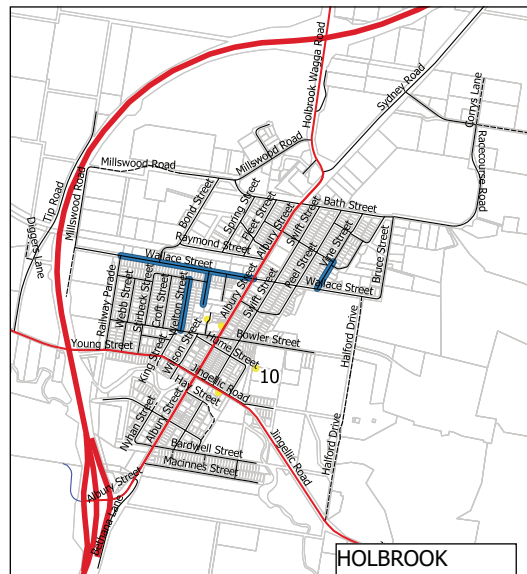 Holbrook Wagga Road
Sydney Road
Corrys Lane
Racecourse Road
Millswood Road
Millswood Road
Tip Road
Millswood Road
Diggers Lane
Bond Street
Spring Street
Fleet Street
Albury Street
Swift Street
Bath Street
Raymond Street
Wallace Street
Railway Parade
Webb Street
Croft Street
Melton Street
Albury Street
Swift Street
Peel Street
Wallace Street
Bruce Street
Halford Drive
Young Street
King Street
Wilson Street
Hume Street
Bowler Street
10
Hay Street
Jingellic Road
Nyhan Street
Albury Street
Bardwell Street
Macinnes Street
Jingellic Road
Halford Drive
Albury Street
Bethana Lane
HOLBROOK